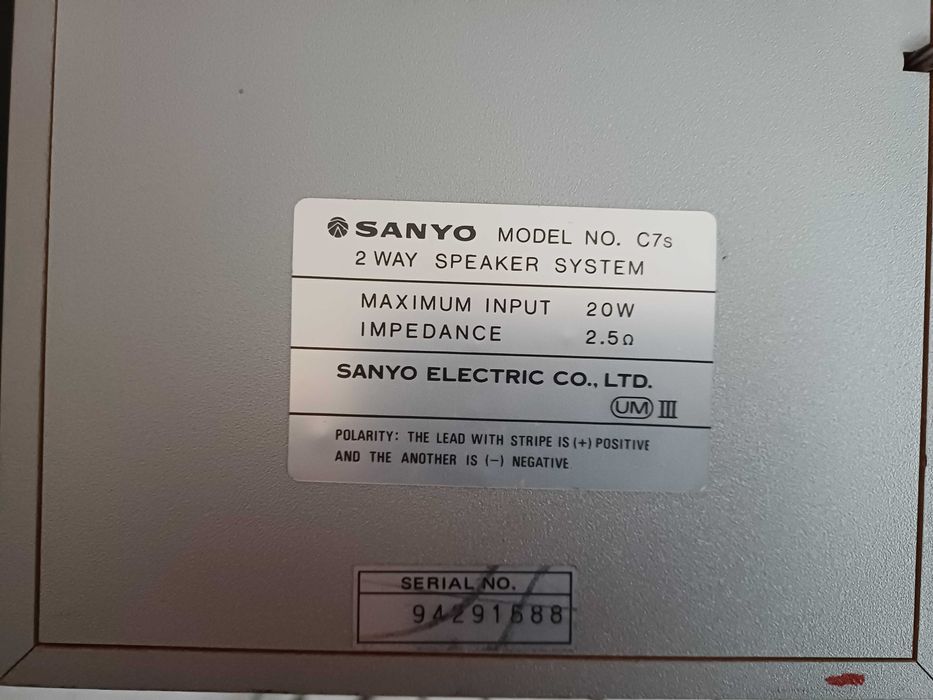 SANYO MODEL NO. C7s
2 WAY SPEAKER SYSTEM
MAXIMUM INPUT 20W
IMPEDANCE 2.5Ω
SANYO ELECTRIC CO., LTD.
UM III
POLARITY: THE LEAD WITH STRIPE IS (+) POSITIVE
AND THE ANOTHER IS (-) NEGATIVE.
SERIAL NO.
94291688